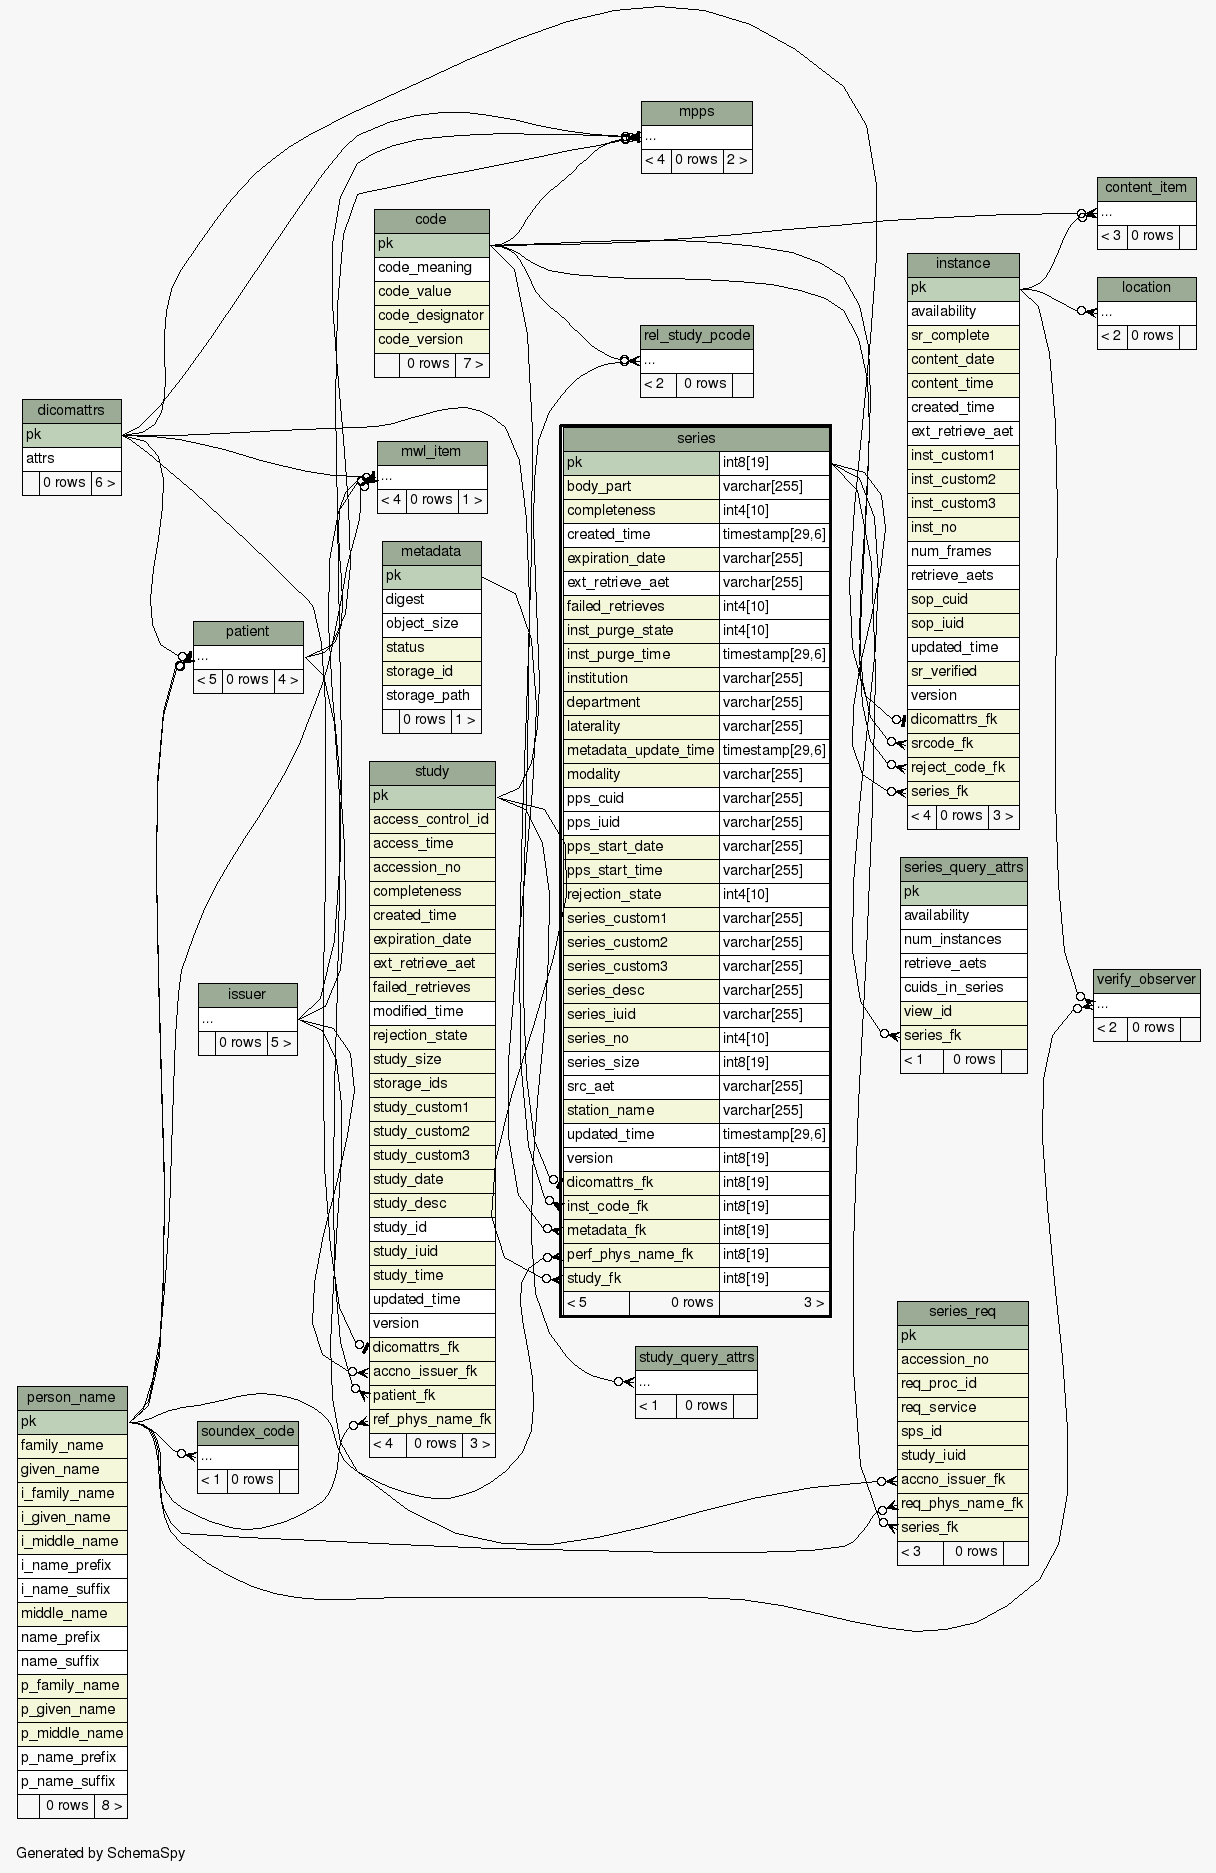 mpps
...
< 4 0 rows 2 >
content_item
...
< 3 0 rows
code
pk
code_meaning
code_value
code_designator
code_version
0 rows 7 >
instance
pk
availability
sr_complete
content_date
content_time
created_time
ext_retrieve_aet
inst_custom1
inst_custom2
inst_custom3
inst_no
num_frames
retrieve_aets
sop_cuid
sop_iuid
updated_time
sr_verified
version
dicomattrs_fk
srcode_fk
reject_code_fk
series_fk
< 4 0 rows 3 >
location
...
< 2 0 rows
rel_study_pcode
...
< 2 0 rows
dicomattrs
pk
attrs
0 rows 6 >
mwl_item
...
< 4 0 rows 1 >
series
pk int8[19]
body_part varchar[255]
completeness int4[10]
created_time timestamp[29,6]
expiration_date varchar[255]
ext_retrieve_aet varchar[255]
failed_retrieves int4[10]
inst_purge_state int4[10]
inst_purge_time timestamp[29,6]
institution varchar[255]
department varchar[255]
laterality varchar[255]
metadata_update_time timestamp[29,6]
modality varchar[255]
pps_cuid varchar[255]
pps_iuid varchar[255]
pps_start_date varchar[255]
pps_start_time varchar[255]
rejection_state int4[10]
series_custom1 varchar[255]
series_custom2 varchar[255]
series_custom3 varchar[255]
series_desc varchar[255]
series_iuid varchar[255]
series_no int4[10]
series_size int8[19]
src_aet varchar[255]
station_name varchar[255]
updated_time timestamp[29,6]
version int8[19]
dicomattrs_fk int8[19]
inst_code_fk int8[19]
metadata_fk int8[19]
perf_phys_name_fk int8[19]
study_fk int8[19]
< 5 0 rows 3 >
metadata
pk
digest
object_size
status
storage_id
storage_path
0 rows 1 >
patient
...
< 5 0 rows 4 >
study
pk
access_control_id
access_time
accession_no
completeness
created_time
expiration_date
ext_retrieve_aet
failed_retrieves
modified_time
rejection_state
study_size
storage_ids
study_custom1
study_custom2
study_custom3
study_date
study_desc
study_id
study_iuid
study_time
updated_time
version
dicomattrs_fk
accno_issuer_fk
patient_fk
ref_phys_name_fk
< 4 0 rows 3 >
series_query_attrs
pk
availability
num_instances
retrieve_aets
cuids_in_series
view_id
series_fk
< 1 0 rows
verify_observer
...
< 2 0 rows
issuer
...
0 rows 5 >
series_req
pk
accession_no
req_proc_id
req_service
sps_id
study_iuid
accno_issuer_fk
req_phys_name_fk
series_fk
< 3 0 rows
study_query_attrs
...
< 1 0 rows
person_name
pk
family_name
given_name
i_family_name
i_given_name
i_middle_name
i_name_prefix
i_name_suffix
middle_name
name_prefix
name_suffix
p_family_name
p_given_name
p_middle_name
p_name_prefix
p_name_suffix
0 rows 8 >
soundex_code
...
< 1 0 rows
Generated by SchemaSpy